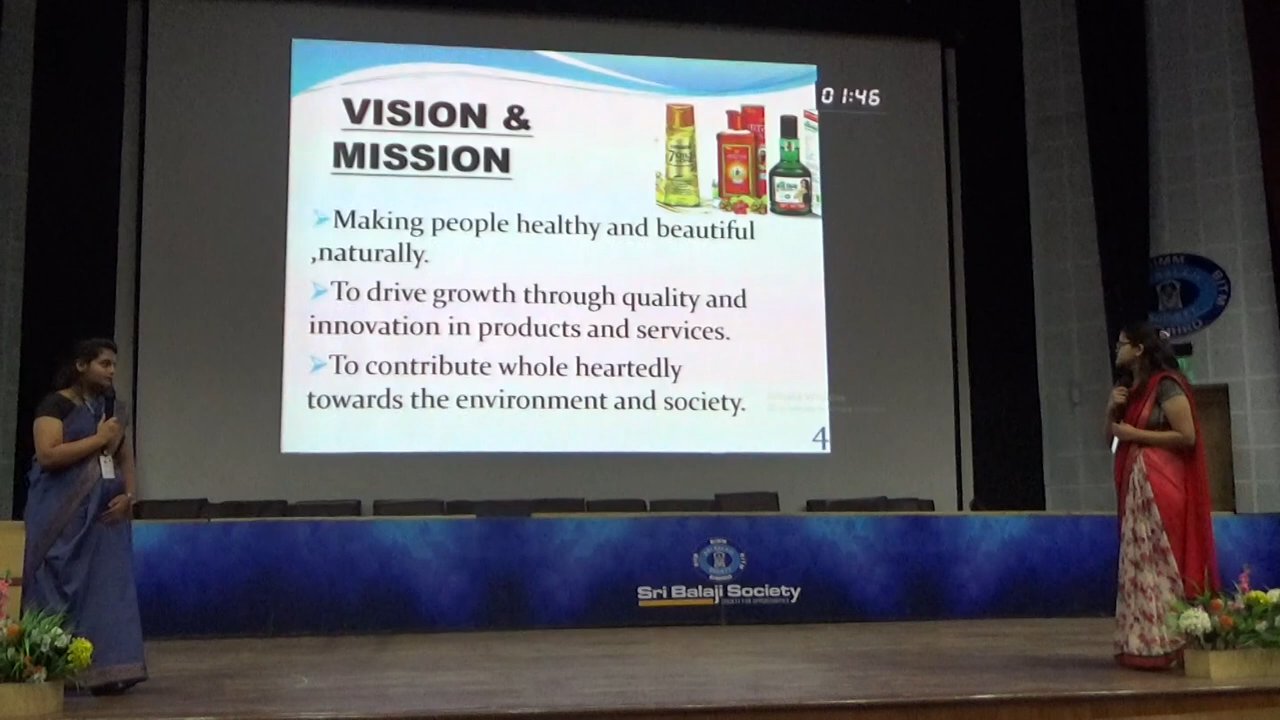 VISION &
MISSION
01:46
➢Making people healthy and beautiful
,naturally.
➢To drive growth through quality and
innovation in products and services.
➢To contribute whole heartedly
towards the environment and society.
4
Sri Balaji Society